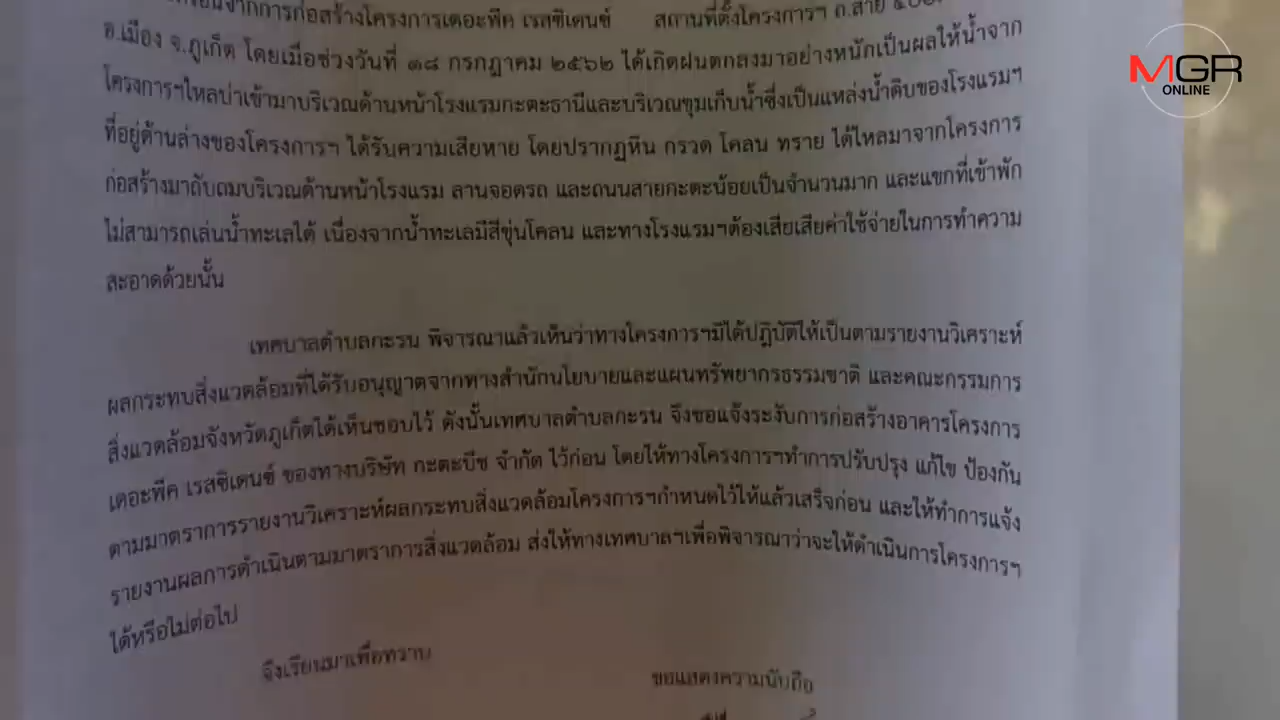 จากการก่อสร้างโครงการเดอะพีค เรสซิเดนซ์ สถานที่ตั้งโครงการฯ ถ.สาย
อ.เมือง จ.ภูเก็ต โดยเมื่อช่วงวันที่ ๑๘ กรกฎาคม ๒๕๖๒ ได้เกิดฝนตกลงมาอย่างหนักเป็นผลให้น้ำจาก
โครงการฯไหลบ่าเข้ามาบริเวณด้านหน้าโรงแรมกะตะธานีและบริเวณขุมเก็บน้ำซึ่งเป็นแหล่งน้ำดิบของโรงแรมฯ
ที่อยู่ด้านล่างของโครงการฯ ได้รับความเสียหาย โดยปรากฏหิน กรวด โคลน ทราย ได้ไหลมาจากโครงการ
ก่อสร้างมาทับถมบริเวณด้านหน้าโรงแรม ลานจอดรถ และถนนสายกะตะน้อยเป็นจำนวนมาก และแขกที่เข้าพัก
ไม่สามารถเล่นน้ำทะเลได้ เนื่องจากน้ำทะเลมีสีขุ่นโคลน และทางโรงแรมฯต้องเสียเสียค่าใช้จ่ายในการทำความ
สะอาดด้วยนั้น
เทศบาลตำบลกะรน พิจารณาแล้วเห็นว่าทางโครงการฯมิได้ปฏิบัติให้เป็นตามรายงานวิเคราะห์
ผลกระทบสิ่งแวดล้อมที่ได้รับอนุญาตจากทางสำนักนโยบายและแผนทรัพยากรธรรมชาติ และคณะกรรมการ
สิ่งแวดล้อมจังหวัดภูเก็ตได้เห็นชอบไว้ ดังนั้นเทศบาลตำบลกะรน จึงขอแจ้งระงับการก่อสร้างอาคารโครงการ
เดอะพีค เรสซิเดนซ์ ของทางบริษัท กะตะบีช จำกัด ไว้ก่อน โดยให้ทางโครงการฯทำการปรับปรุง แก้ไข ป้องกัน
ตามมาตราการรายงานวิเคราะห์ผลกระทบสิ่งแวดล้อมโครงการฯกำหนดไว้ให้แล้วเสร็จก่อน และให้ทำการแจ้ง
รายงานผลการดำเนินตามมาตราการสิ่งแวดล้อม ส่งให้ทางเทศบาลฯเพื่อพิจารณาว่าจะให้ดำเนินการโครงการฯ
ได้หรือไม่ต่อไป
จึงเรียนมาเพื่อทราบ
ขอแสดงความนับถือ
MGR
ONLINE